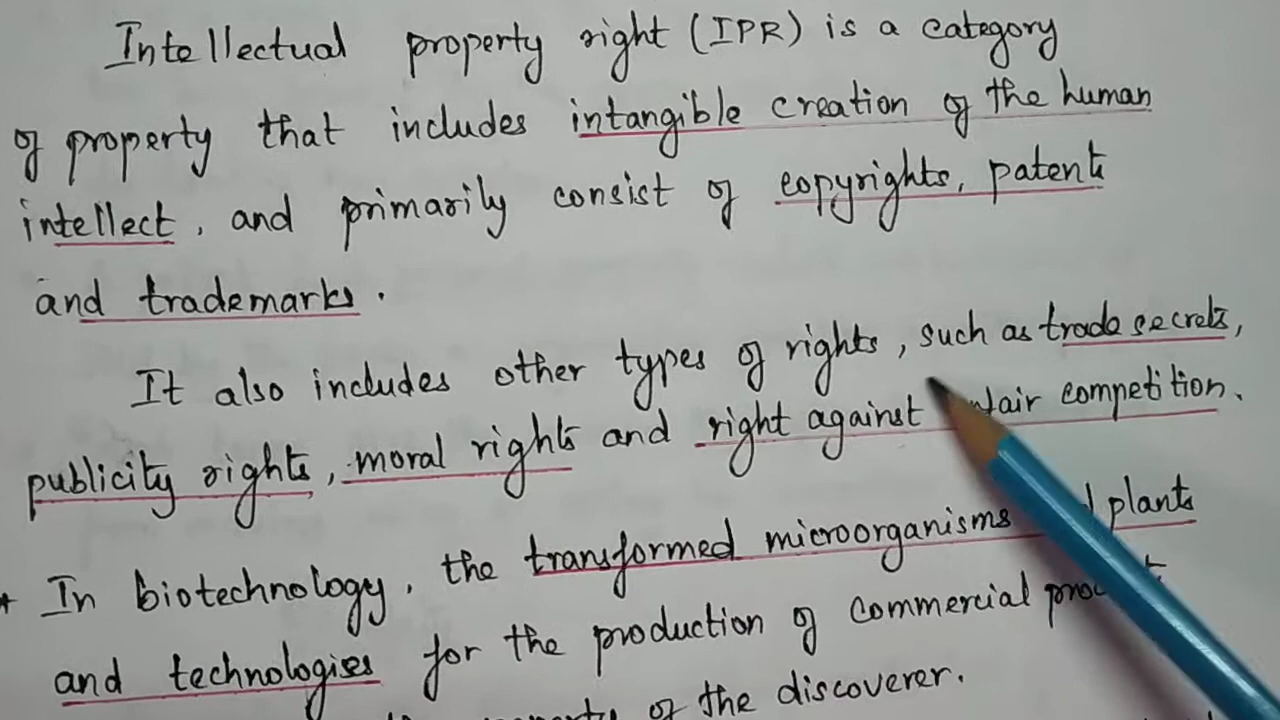 Intellectual property right (IPR) is a category
of property that includes intangible creation of the human
intellect, and primarily consist of copyrights, patents
and trademarks.
It also includes other types of rights, such as trade secrets,
publicity rights, moral rights and right against competition.
* In biotechnology, the transformed microorganisms plants
and technologies for the production of commercial
of the discoverer.